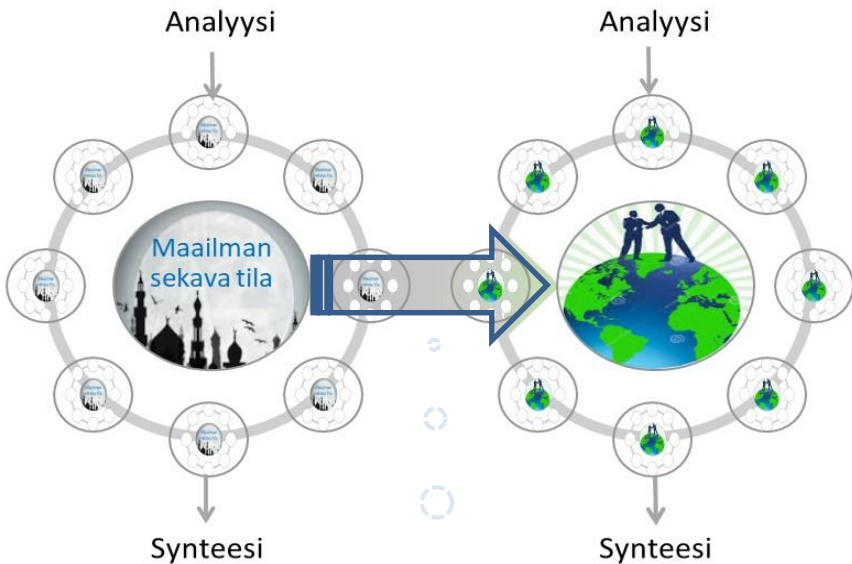 Analyysi
Analyysi
Maailman
sekava tila
Synteesi
Synteesi